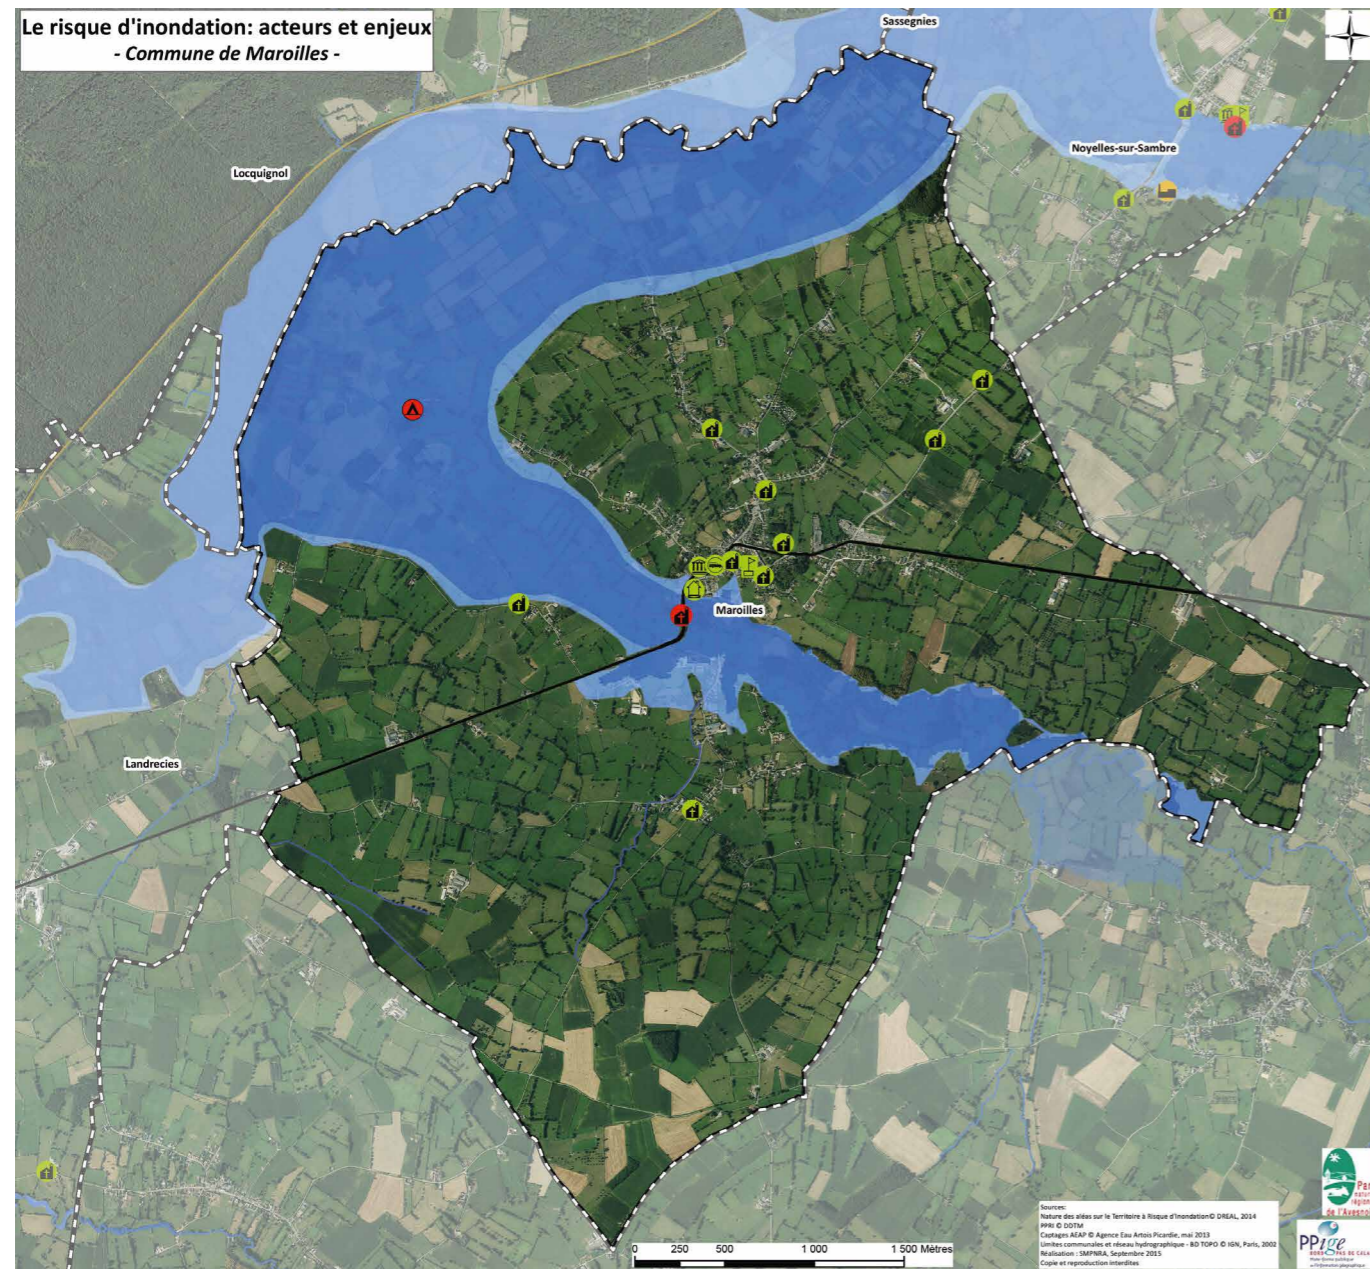 Le risque d'inondation: acteurs et enjeux
- Commune de Maroilles -
Sassegnies
Noyelles-sur-Sambre
Locquignol
Maroilles
Landrecies
0 250 500 1 000 1 500 Mètres
Sources:
Nature des aléas sur le Territoire à Risque d'Inondation© DREAL, 2014
PPRI © DDTM
Captages AEAP © Agence Eau Artois Picardie, mai 2013
Limites communales et réseau hydrographique - BD TOPO © IGN, Paris, 2002
Réalisation : SMPNRA, Septembre 2015
Copie et reproduction interdites
de l'Avesnois
PPige